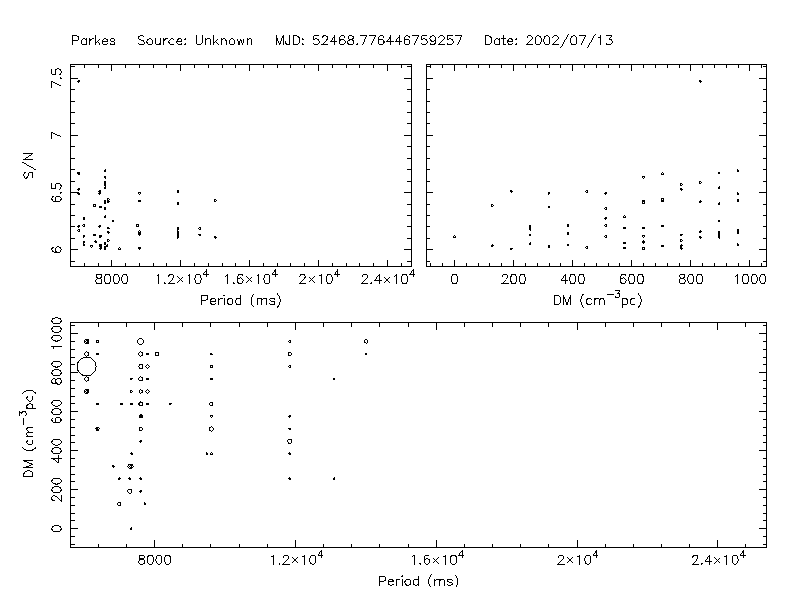 Parkes Source: Unknown MJD: 52468.776446759257 Date: 2002/07/13
S/N
7.5
7
6.5
6
8000 1.2×10⁴ 1.6×10⁴ 2×10⁴ 2.4×10⁴
Period (ms)
0 200 400 600 800 1000
DM (cm⁻³pc)
DM (cm⁻³pc)
1000
800
600
400
200
0
8000 1.2×10⁴ 1.6×10⁴ 2×10⁴ 2.4×10⁴
Period (ms)